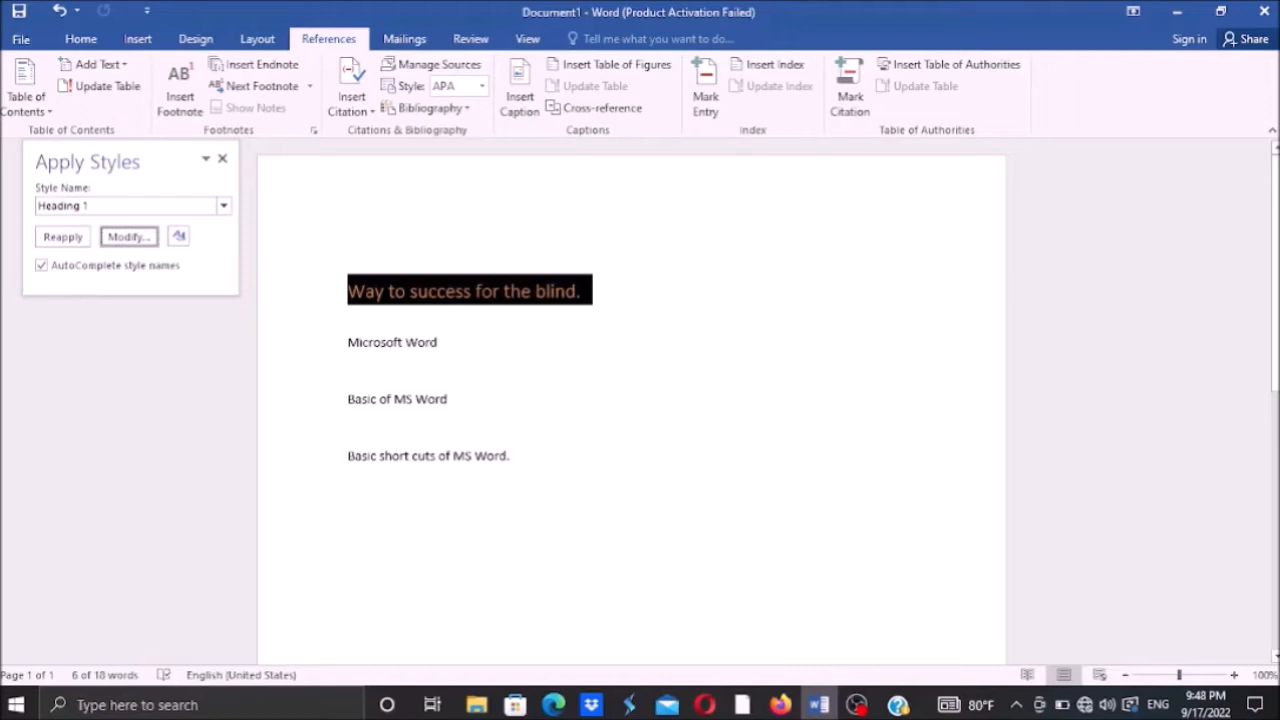 Document1 - Word (Product Activation Failed)
File Home Insert Design Layout References Mailings Review View Tell me what you want to do... Sign in Share
Table of Contents
Add Text
Update Table
Table of Contents
AB1 Insert Footnote
Insert Endnote
Next Footnote
Show Notes
Footnotes
Insert Citation
Manage Sources
Style: APA
Bibliography
Citations & Bibliography
Insert Caption
Insert Table of Figures
Update Table
Cross-reference
Captions
Mark Entry
Insert Index
Update Index
Index
Mark Citation
Insert Table of Authorities
Update Table
Table of Authorities
Apply Styles
Style Name:
Heading 1
Reapply Modify...
AutoComplete style names
Way to success for the blind.
Microsoft Word
Basic of MS Word
Basic short cuts of MS Word.
Page 1 of 1 6 of 18 words English (United States) 100%
Type here to search 80°F ENG 9:48 PM
9/17/2022